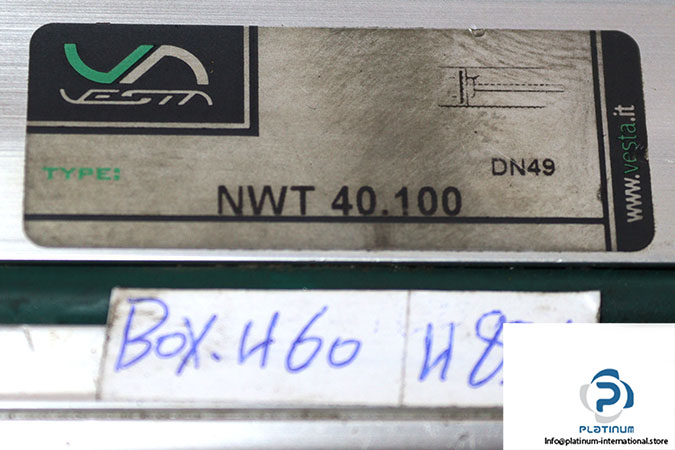 VESTA
TYPE:
DN49
NWT 40.100
www.vesta.it
BOX.460
PLATINUM
Info@platinum-international.store